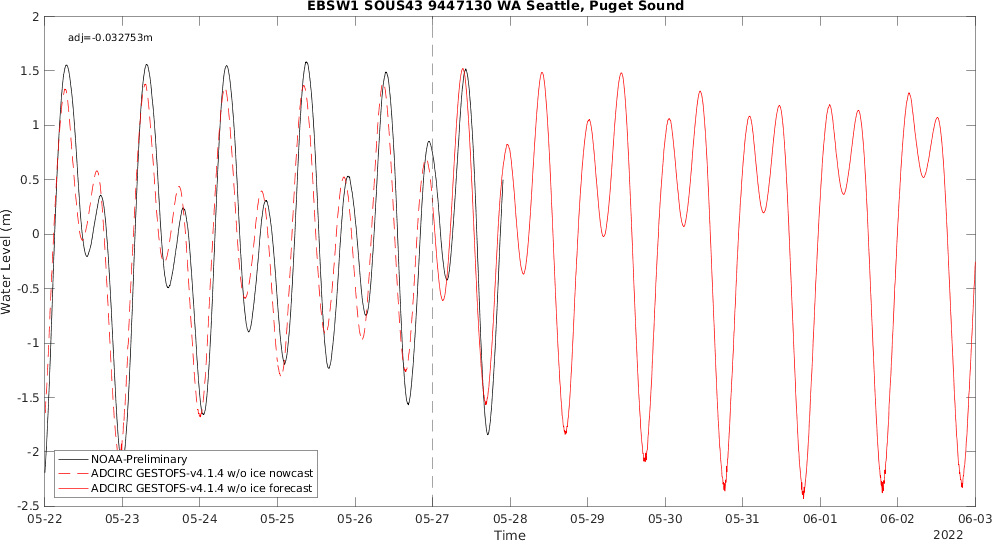 EBSW1 SOUS43 9447130 WA Seattle, Puget Sound
adj=-0.032753m
2
1.5
1
0.5
0
-0.5
-1
-1.5
-2
-2.5
Water Level (m)
NOAA-Preliminary
ADCIRC GESTOFS-v4.1.4 w/o ice nowcast
ADCIRC GESTOFS-v4.1.4 w/o ice forecast
05-22 05-23 05-24 05-25 05-26 05-27 05-28 05-29 05-30 05-31 06-01 06-02 06-03
Time
2022